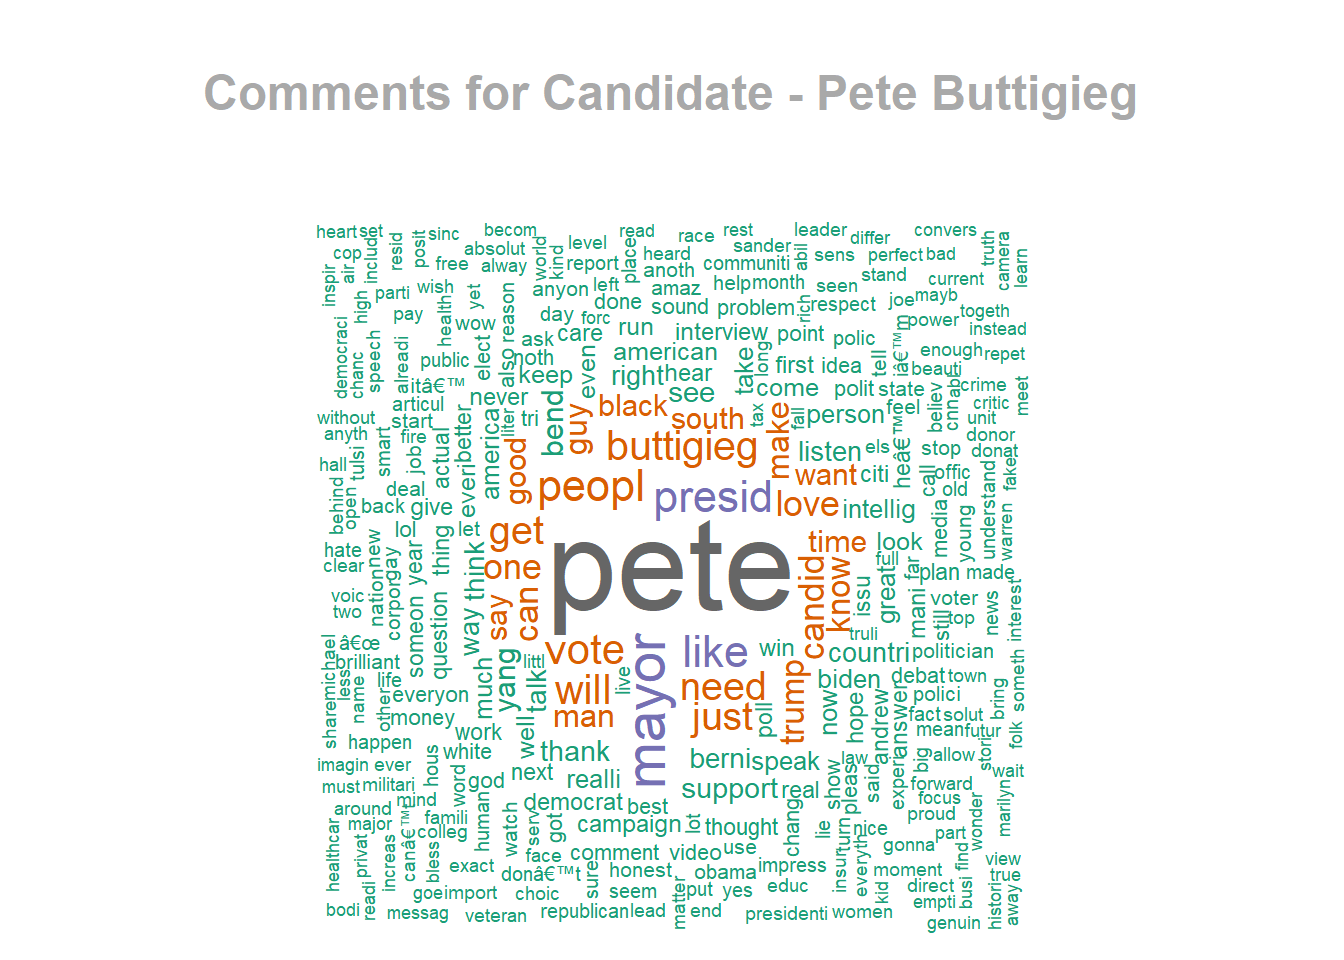 Comments for Candidate - Pete Buttigieg
heart set resid posit sinc becom read rest leader differ convers
cop includ absolut level world kind place heard race sander abil sens perfect bad truth camera learn
inspir air free alway report anoth communiti stand current
high parti wish yet anyon left amaz help month seen rich joe mayb
democraci pay health wow reason day done forc sound problem respect power togeth instead
chanc speech alreadi public elect also ask care run interview point polic iâ€™m enough repet
noth even american take long first idea tell beauti
itâ€™ keep right hear see come polit state believ cnn abl crime meet
articul never bend guy black south make tax fail person feel critic
without start liter tri unit
anyth tulsi smart fire job actual everi better america good buttigieg listen els heâ€™ stop donor donat
hall want citi call offic fake
behind open deal peopl presid love old
back give intellig media young understand warren
lol let get time look
hate new year thing think one pete full
clear nation gay way candid know issu great mani far plan made
voic corpor someon question say can voter news interest
two still top
â€œ vote truli
michael brilliant much yang littl mayor like win countri politician
share less name life talk live biden debat town
other everyon will need trump polici bring someth
money man just poll now hope andrew answer fact solut
work well mean futur folk
happen white thank berni speak law big allow stori
imagin ever hous word god next realli support real show pleas said experi forward wait
must militari focus
around mind famili human watch democrat best chang proud marilyn
major canâ€™t colleg serv got campaign lot thought lie turn nice part wonder
healthcar privat increas bless face comment video use everyth gonna find view
exact donâ€™t sure honest obama impress insur moment true
readi goe import choic seem matter put yes educ kid direct busi histori away
bodi messag veteran republican lead end presidenti women empti
genuin